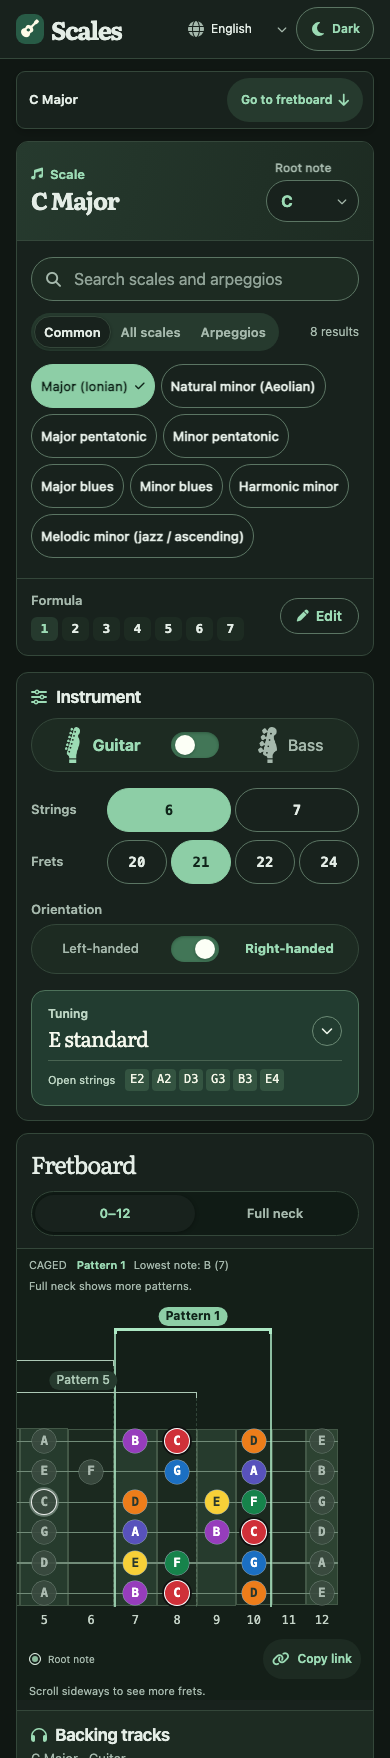 Scales
English
Dark
C Major
Go to fretboard
Scale
C Major
Root note
C
Search scales and arpeggios
Common All scales Arpeggios 8 results
Major (Ionian) Natural minor (Aeolian)
Major pentatonic Minor pentatonic
Major blues Minor blues Harmonic minor
Melodic minor (jazz / ascending)
Formula
1 2 3 4 5 6 7
Edit
Instrument
Guitar Bass
Strings 6 7
Frets 20 21 22 24
Orientation
Left-handed Right-handed
Tuning
E standard
Open strings E2 A2 D3 G3 B3 E4
Fretboard
0–12 Full neck
CAGED Pattern 1 Lowest note: B (7)
Full neck shows more patterns.
Pattern 1
Pattern 5
A B C D E
E F G A B
C D E F G
G A B C D
D E F G A
A B C D E
5 6 7 8 9 10 11 12
Root note
Copy link
Scroll sideways to see more frets.
Backing tracks
C Major · Guitar